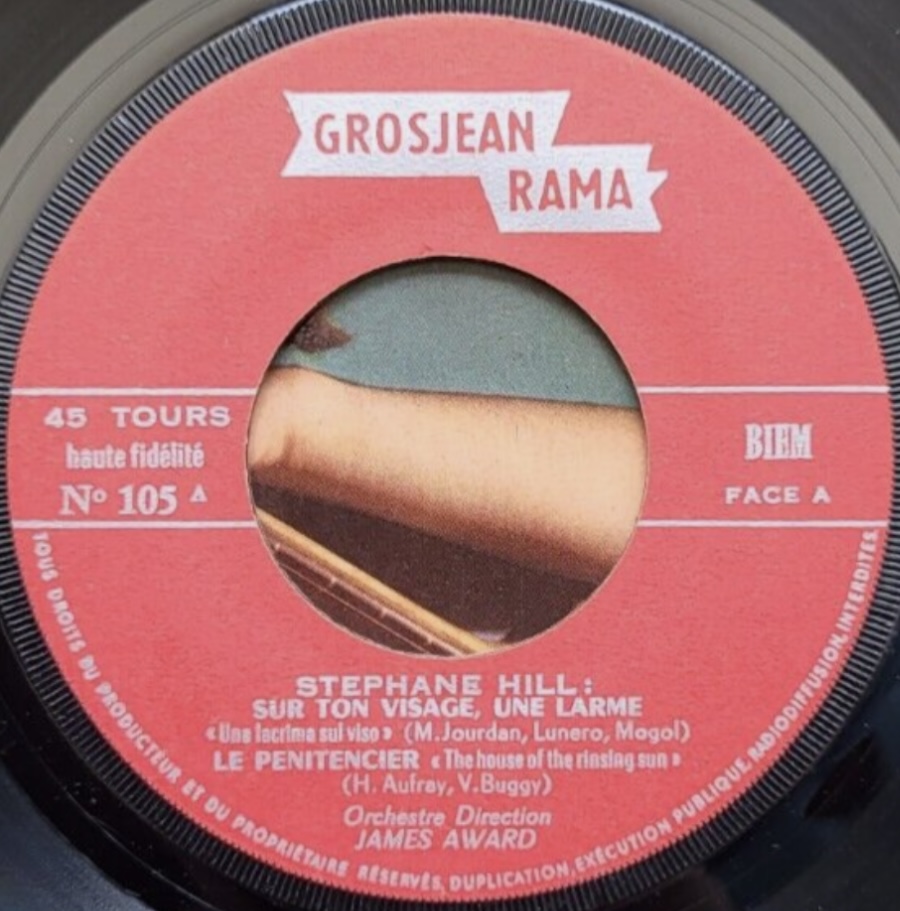 GROSJEAN
RAMA
45 TOURS
haute fidélité
Nº 105 A
BIEM
FACE A
STEPHANE HILL:
SUR TON VISAGE, UNE LARME
«Una lacrima sul viso» (M.Jourdan, Lunero, Mogol)
LE PENITENCIER «The house of the rinsing sun»
(H. Aufray, V.Buggy)
Orchestre Direction
JAMES AWARD
TOUS DROITS DU PRODUCTEUR ET DU PROPRIÉTAIRE RÉSERVÉS, DUPLICATION, EXÉCUTION PUBLIQUE, RADIODIFFUSION, INTERDITES